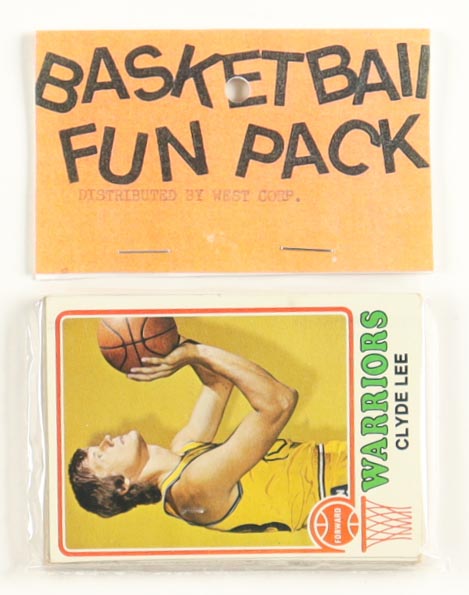 BASKETBALL
FUN PACK
DISTRIBUTED BY WEST CORP.
WARRIORS
CLYDE LEE
FORWARD